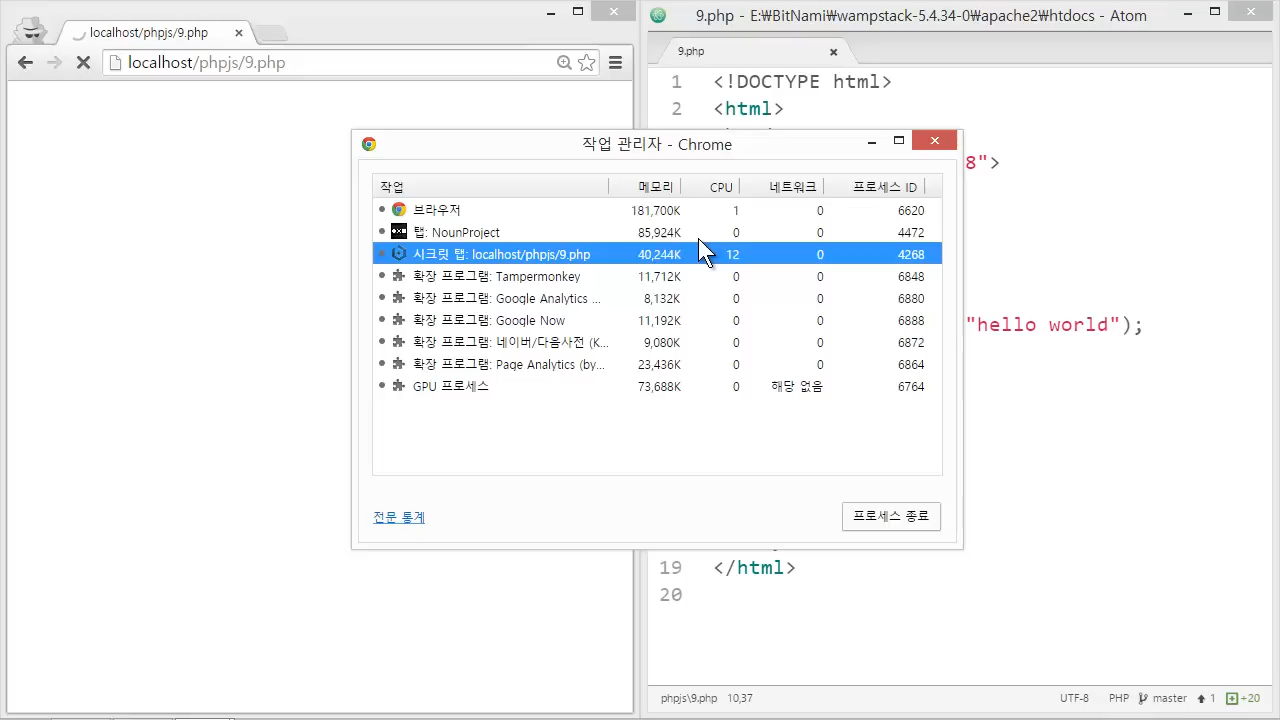 localhost/phpjs/9.php
localhost/phpjs/9.php
9.php - E:₩BitNami₩wampstack-5.4.34-0₩apache2₩htdocs - Atom
9.php
1 <!DOCTYPE html>
2 <html>
8">
"hello world");
19 </html>
20
phpjs\9.php 10,37
UTF-8 PHP master 1 +20
작업 관리자 - Chrome
작업 메모리 CPU 네트워크 프로세스 ID
브라우저 181,700K 1 0 6620
탭: NounProject 85,924K 0 0 4472
시크릿 탭: localhost/phpjs/9.php 40,244K 12 0 4268
확장 프로그램: Tampermonkey 11,712K 0 0 6848
확장 프로그램: Google Analytics ... 8,132K 0 0 6880
확장 프로그램: Google Now 11,192K 0 0 6888
확장 프로그램: 네이버/다음사전 (K... 9,080K 0 0 6872
확장 프로그램: Page Analytics (by... 23,436K 0 0 6864
GPU 프로세스 73,688K 0 해당 없음 6764
전문 통계
프로세스 종료